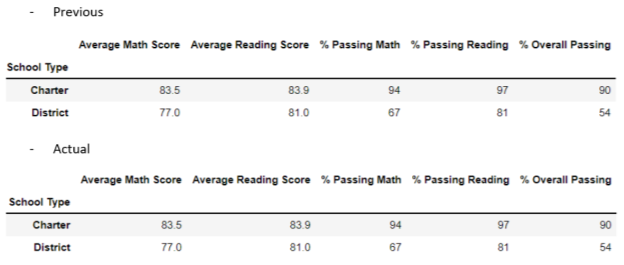 - Previous
Average Math Score Average Reading Score % Passing Math % Passing Reading % Overall Passing
School Type
Charter 83.5 83.9 94 97 90
District 77.0 81.0 67 81 54
- Actual
Average Math Score Average Reading Score % Passing Math % Passing Reading % Overall Passing
School Type
Charter 83.5 83.9 94 97 90
District 77.0 81.0 67 81 54